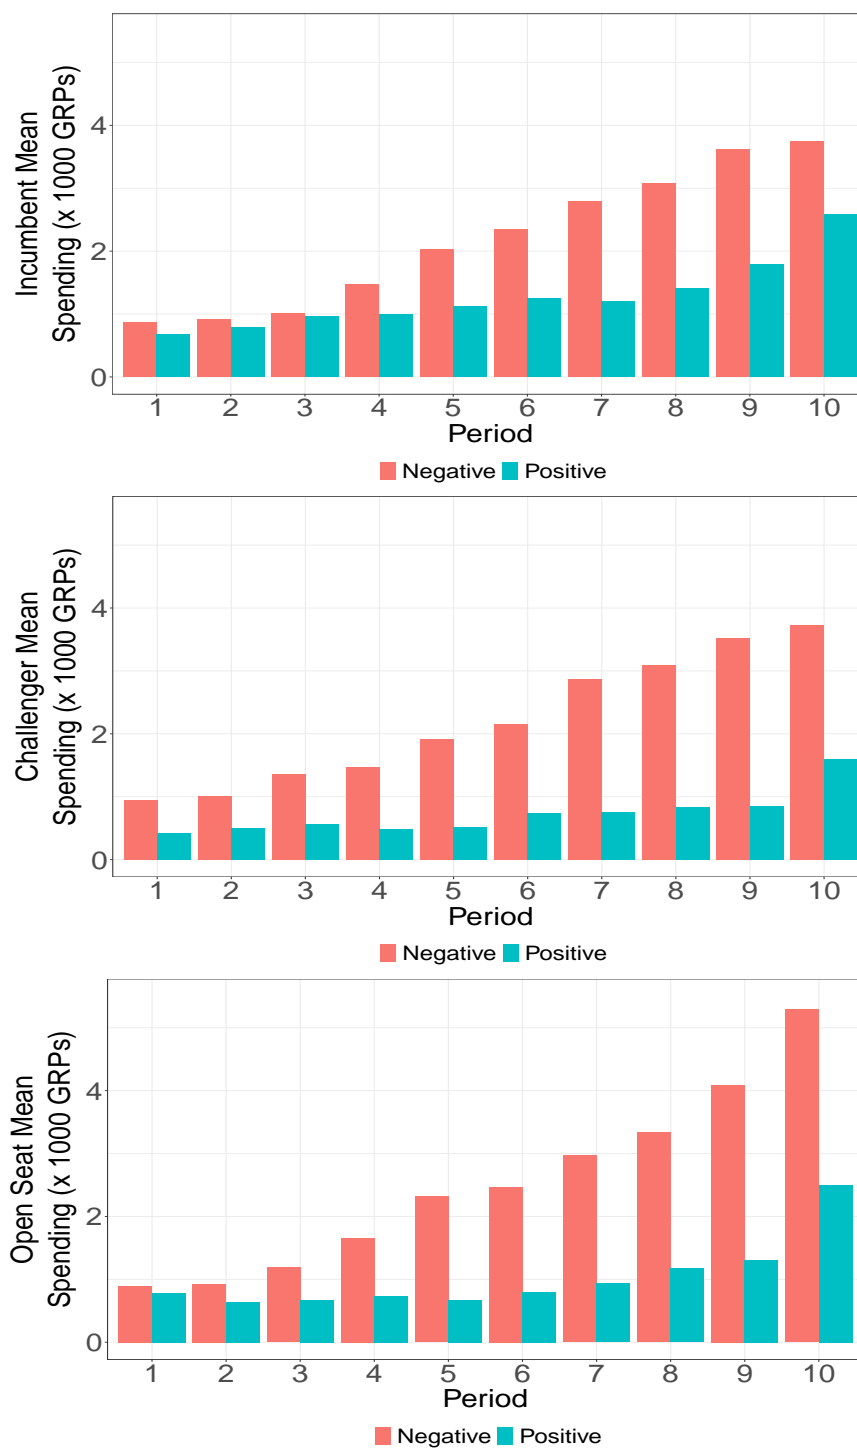 Incumbent Mean
Spending (x 1000 GRPs)
4
2
0
1 2 3 4 5 6 7 8 9 10
Period
Negative Positive
Challenger Mean
Spending (x 1000 GRPs)
4
2
0
1 2 3 4 5 6 7 8 9 10
Period
Negative Positive
Open Seat Mean
Spending (x 1000 GRPs)
4
2
0
1 2 3 4 5 6 7 8 9 10
Period
Negative Positive